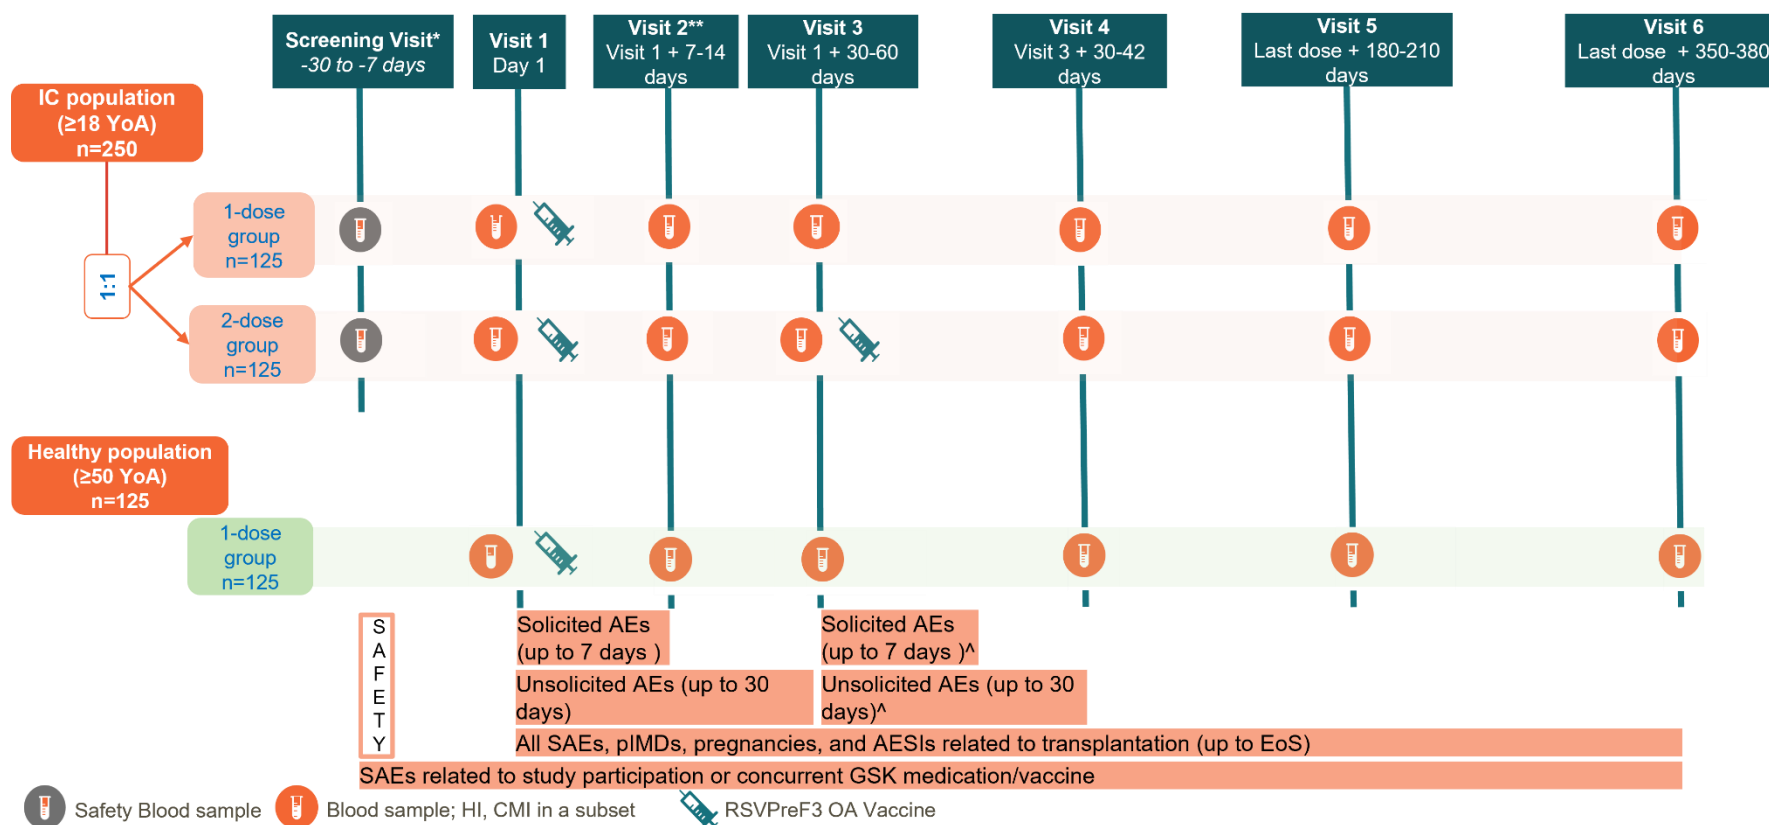 Screening Visit*
-30 to -7 days
Visit 1
Day 1
Visit 2**
Visit 1 + 7-14
days
Visit 3
Visit 1 + 30-60
days
Visit 4
Visit 3 + 30-42
days
Visit 5
Last dose + 180-210
days
Visit 6
Last dose + 350-380
days
IC population
(≥18 YoA)
n=250
1:1
1-dose
group
n=125
2-dose
group
n=125
Healthy population
(≥50 YoA)
n=125
1-dose
group
n=125
SAFETY
Solicited AEs
(up to 7 days )
Solicited AEs
(up to 7 days )^
Unsolicited AEs (up to 30
days)
Unsolicited AEs (up to 30
days)^
All SAEs, pIMDs, pregnancies, and AESIs related to transplantation (up to EoS)
SAEs related to study participation or concurrent GSK medication/vaccine
Safety Blood sample
Blood sample; HI, CMI in a subset
RSVPreF3 OA Vaccine